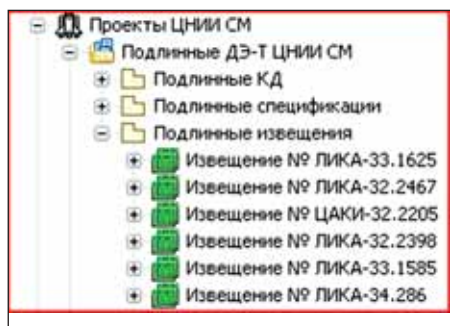 Проекты ЦНИИ СМ
Подлинные ДЭ-Т ЦНИИ СМ
Подлинные КД
Подлинные спецификации
Подлинные извещения
Извещение № ЛИКА-33.1625
Извещение № ЛИКА-32.2467
Извещение № ЦАКИ-32.2205
Извещение № ЛИКА-32.2398
Извещение № ЛИКА-33.1585
Извещение № ЛИКА-34.286